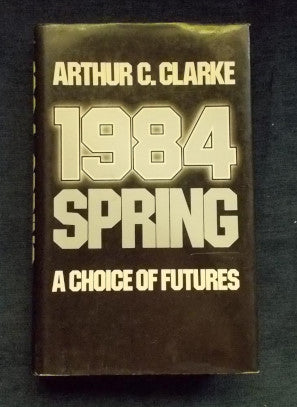 ARTHUR C. CLARKE
1984
SPRING
A CHOICE OF FUTURES